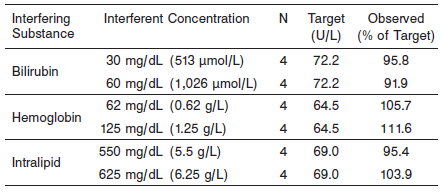 Interfering Substance Interferent Concentration N Target (U/L) Observed (% of Target)
Bilirubin 30 mg/dL (513 µmol/L) 4 72.2 95.8
60 mg/dL (1,026 µmol/L) 4 72.2 91.9
Hemoglobin 62 mg/dL (0.62 g/L) 4 64.5 105.7
125 mg/dL (1.25 g/L) 4 64.5 111.6
Intralipid 550 mg/dL (5.5 g/L) 4 69.0 95.4
625 mg/dL (6.25 g/L) 4 69.0 103.9